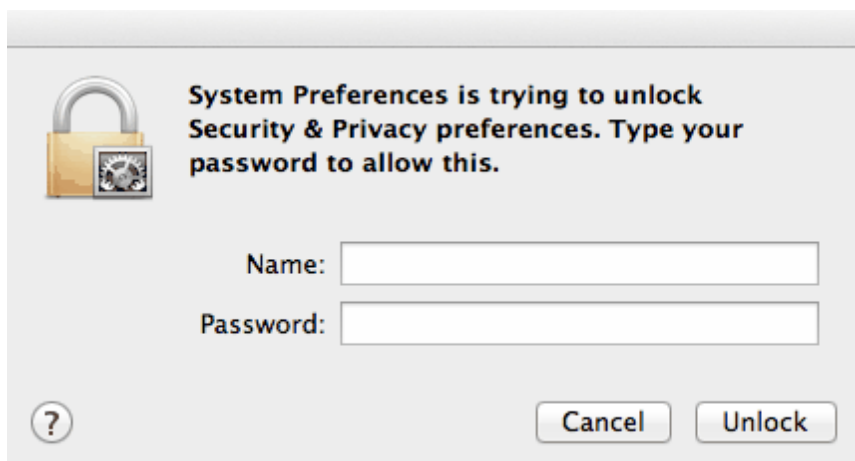 System Preferences is trying to unlock
Security & Privacy preferences. Type your
password to allow this.
Name:
Password:
?
Cancel
Unlock